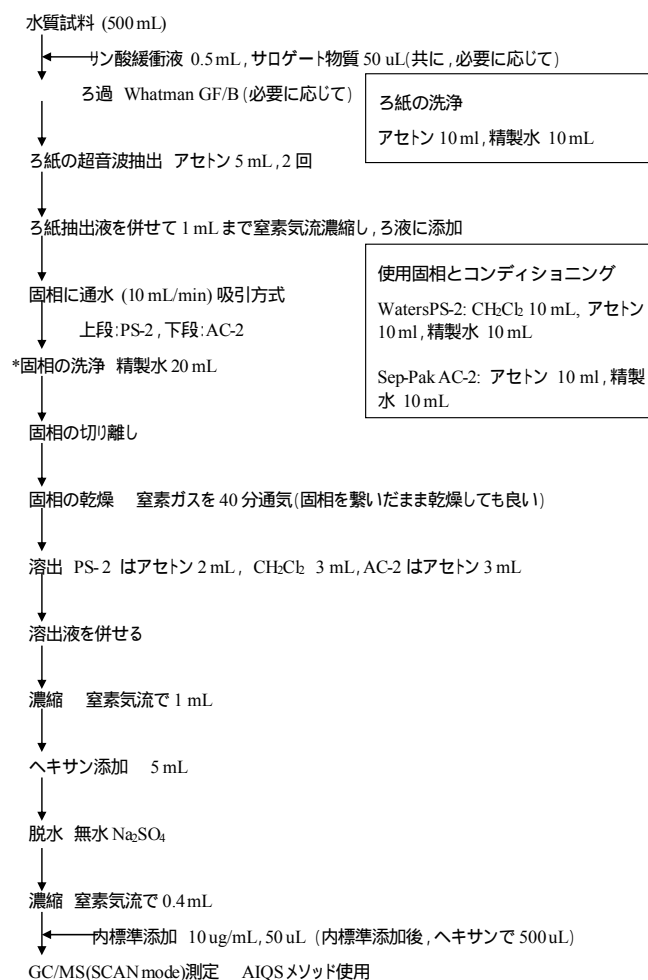 水質試料 (500 mL)
リン酸緩衝液 0.5 mL , サロゲート物質 50 uL(共に , 必要に応じて)
ろ過 Whatman GF/B (必要に応じて)
ろ紙の洗浄
アセトン 10 ml , 精製水 10 mL
ろ紙の超音波抽出 アセトン 5 mL , 2 回
ろ紙抽出液を併せて 1 mL まで窒素気流濃縮し , ろ液に添加
固相に通水 (10 mL/min) 吸引方式
上段:PS-2 , 下段:AC-2
使用固相とコンディショニング
WatersPS-2: CH2Cl2 10 mL, アセトン
10 ml , 精製水 10 mL
Sep-Pak AC-2: アセトン 10 ml , 精製
水 10 mL
*固相の洗浄 精製水 20 mL
固相の切り離し
固相の乾燥 窒素ガスを 40 分通気(固相を繋いだまま乾燥しても良い)
溶出 PS- 2 はアセトン 2 mL , CH2Cl2 3 mL , AC-2 はアセトン 3 mL
溶出液を併せる
濃縮 窒素気流で 1 mL
ヘキサン添加 5 mL
脱水 無水 Na2SO4
濃縮 窒素気流で 0.4 mL
内標準添加 10 ug/mL, 50 uL (内標準添加後 , ヘキサンで 500 uL)
GC/MS(SCAN mode)測定 AIQS メソッド使用